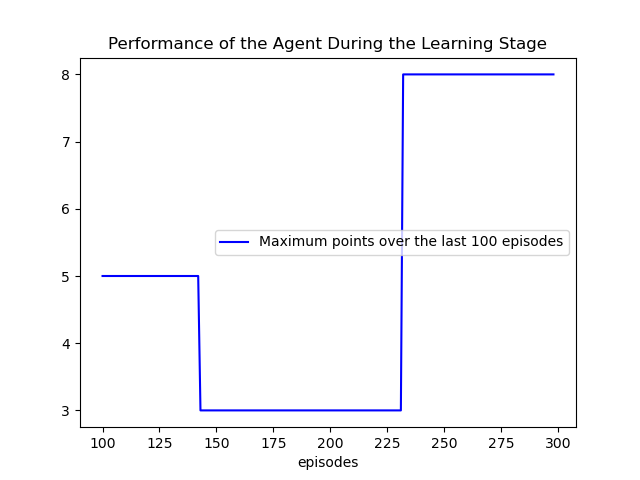 Performance of the Agent During the Learning Stage
8
7
6
Maximum points over the last 100 episodes
5
4
3
100 125 150 175 200 225 250 275 300
episodes